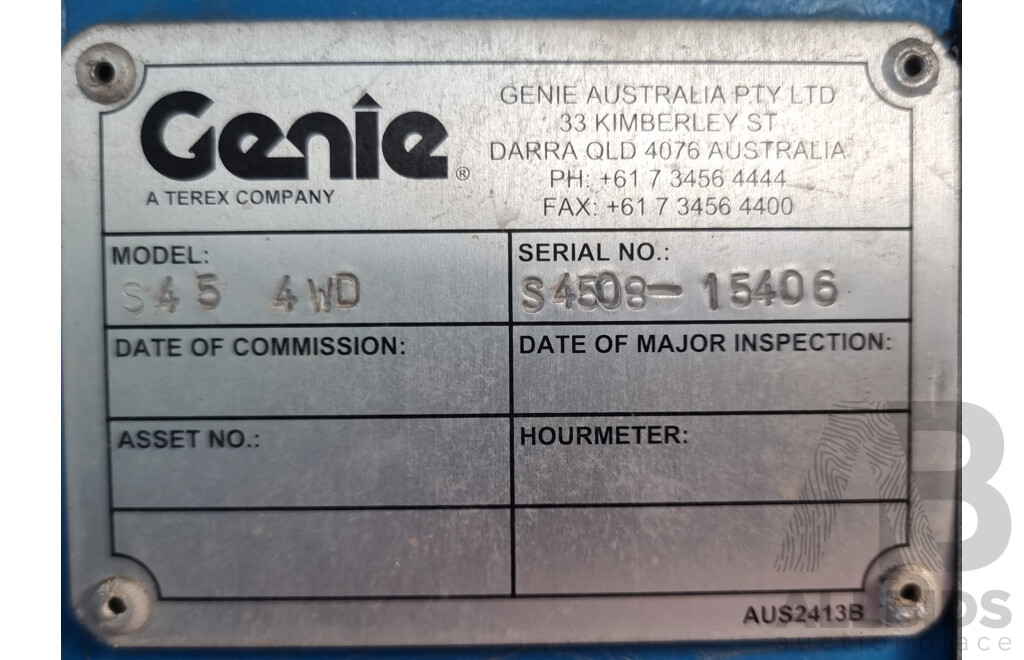 Genie®
A TEREX COMPANY
GENIE AUSTRALIA PTY LTD
33 KIMBERLEY ST
DARRA QLD 4076 AUSTRALIA
PH: +61 7 3456 4444
FAX: +61 7 3456 4400
MODEL:
S45 4WD
SERIAL NO.:
S4508-15406
DATE OF COMMISSION:
DATE OF MAJOR INSPECTION:
ASSET NO.:
HOURMETER:
AUS2413B
AB